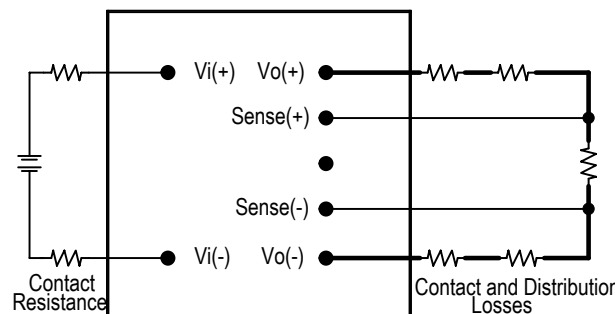 Vi(+) Vo(+)
Sense(+)
Sense(-)
Vi(-) Vo(-)
Contact
Resistance
Contact and Distribution
Losses